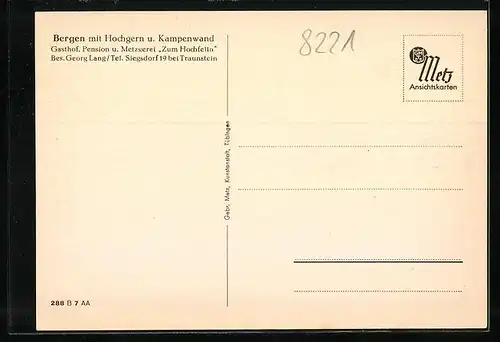 Bergen mit Hochgern u. Kampenwand
Gasthof, Pension u. Metzgerei „Zum Hochfelln"
Bes. Georg Lang/Tel. Siegsdorf 19 bei Traunstein
8221
Metz
Ansichtskarten
Gebr. Metz, Kunstanstalt, Tübingen
288 B 7 AA